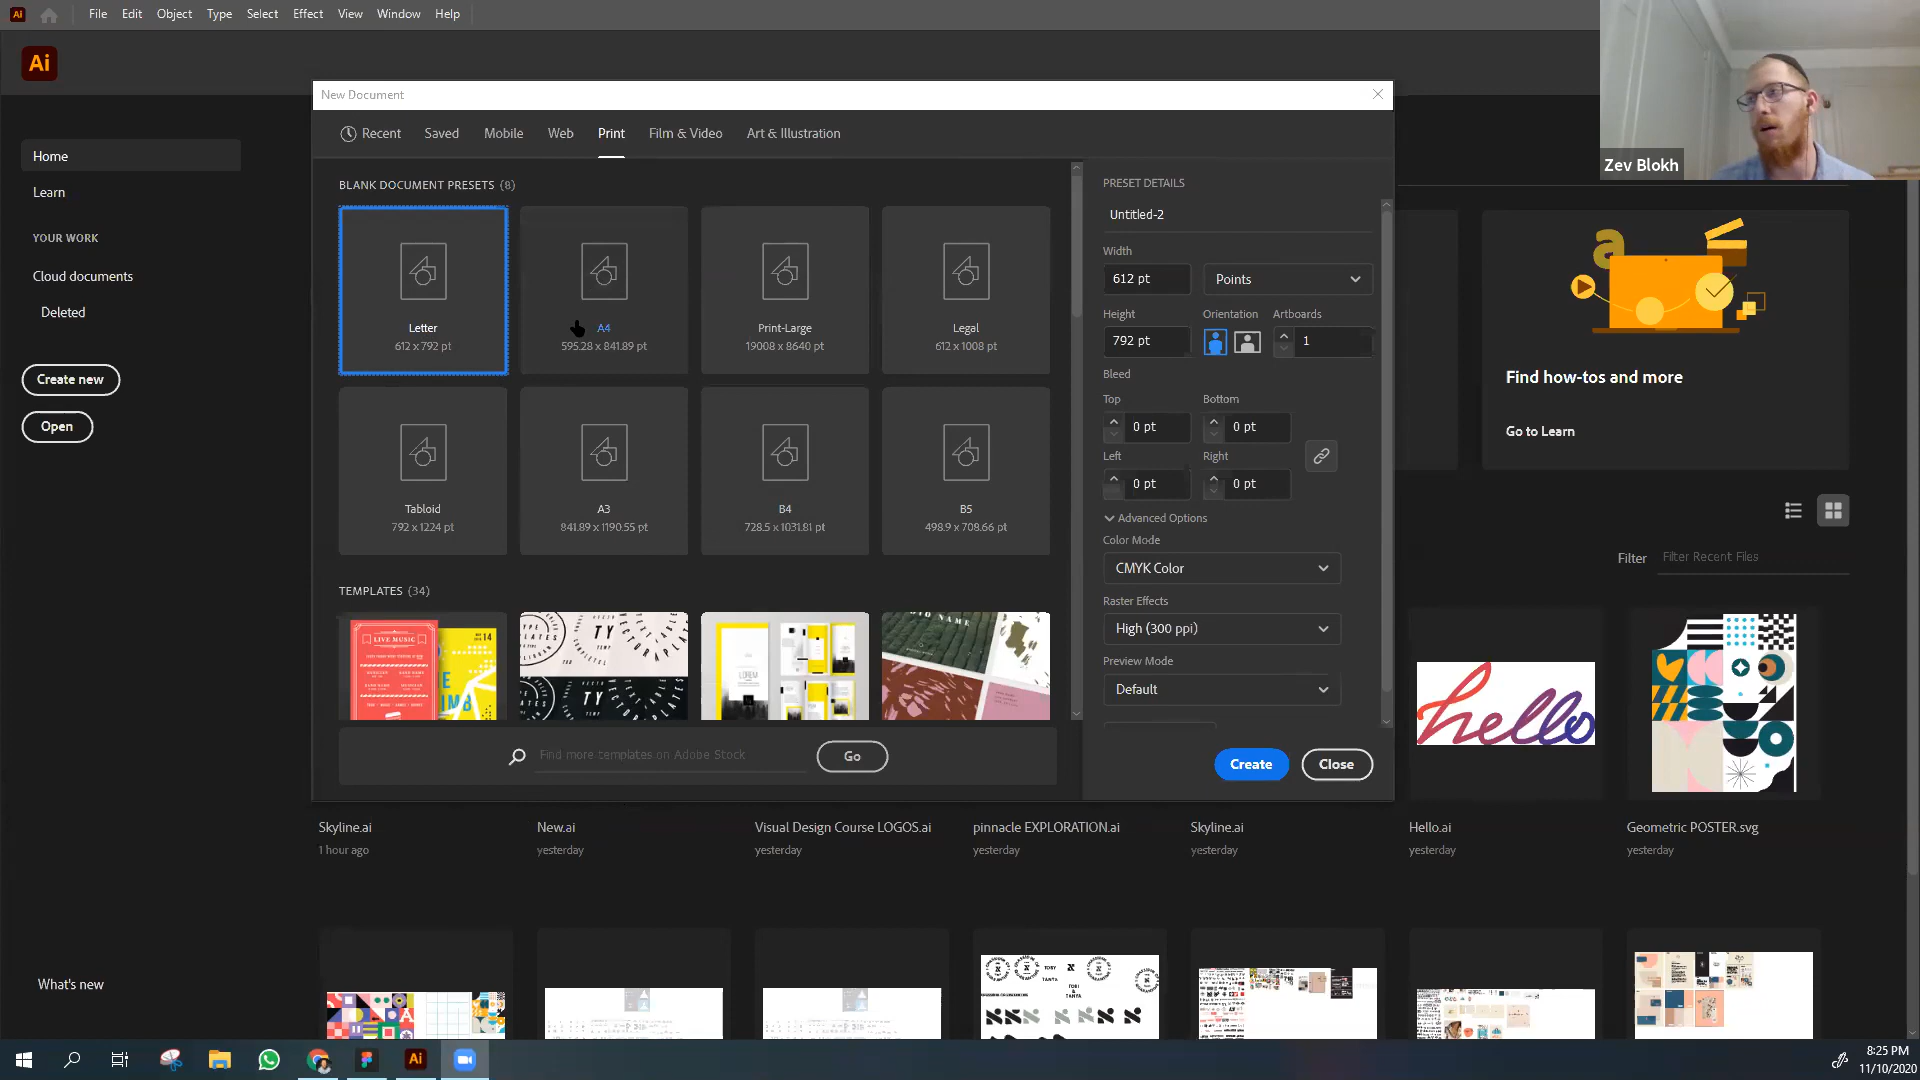 Ai
File Edit Object Type Select Effect View Window Help
Ai
Zev Blokh
New Document
Recent Saved Mobile Web Print Film & Video Art & Illustration
Home
Learn
YOUR WORK
Cloud documents
Deleted
Create new
Open
What's new
BLANK DOCUMENT PRESETS (8)
Letter
612 x 792 pt
A4
595.28 x 841.89 pt
Print-Large
19008 x 8640 pt
Legal
612 x 1008 pt
Tabloid
792 x 1224 pt
A3
841.89 x 1190.55 pt
B4
728.5 x 1031.81 pt
B5
498.9 x 708.66 pt
TEMPLATES (34)
LIVE MUSIC
14
TY
TY
LOREM
Find more templates on Adobe Stock
Go
PRESET DETAILS
Untitled-2
Width
612 pt Points
Height Orientation Artboards
792 pt 1
Bleed
Top Bottom
0 pt 0 pt
Left Right
0 pt 0 pt
Advanced Options
Color Mode
CMYK Color
Raster Effects
High (300 ppi)
Preview Mode
Default
Create Close
a
Find how-tos and more
Go to Learn
Filter Filter Recent Files
hello
Skyline.ai
1 hour ago
New.ai
yesterday
Visual Design Course LOGOS.ai
yesterday
pinnacle EXPLORATION.ai
yesterday
Skyline.ai
yesterday
Hello.ai
yesterday
Geometric POSTER.svg
yesterday
Ai
8:25 PM
11/10/2020